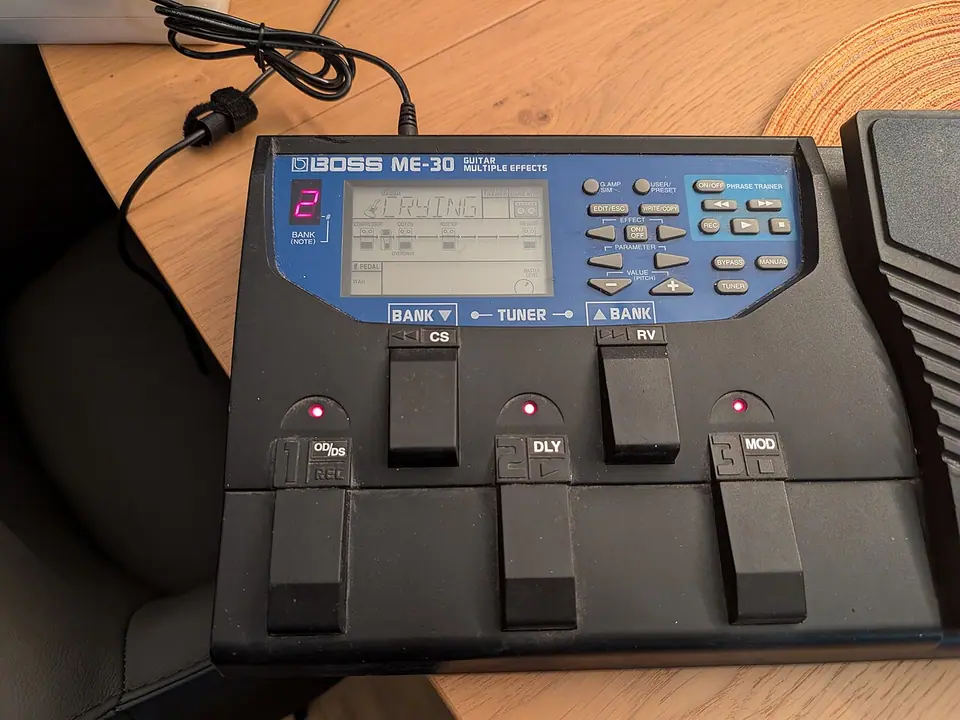 BOSS ME-30 GUITAR MULTIPLE EFFECTS
2
BANK
(NOTE)
#
CRYING
PEDAL
WAH
MASTER
LEVEL
G.AMP
SIM
USER/
PRESET
EDIT/ESC
WRITE/COPY
EFFECT
ON/
OFF
PARAMETER
VALUE
(PITCH)
ON/OFF PHRASE TRAINER
REC
BYPASS
MANUAL
TUNER
BANK ▼ TUNER ▲ BANK
CS
RV
1 OD/DS
REC
2 DLY
3 MOD